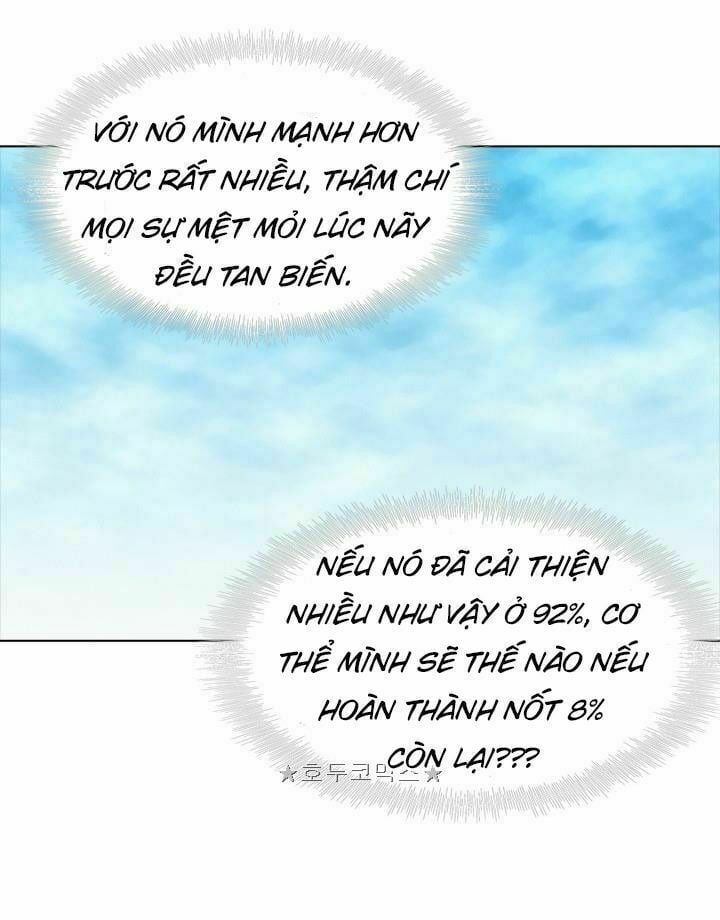 VỚI NÓ MÌNH MẠNH HƠN
TRƯỚC RẤT NHIỀU, THẬM CHÍ
MỌI SỰ MỆT MỎI LÚC NÃY
ĐỀU TAN BIẾN.
NẾU NÓ ĐÃ CẢI THIỆN
NHIỀU NHƯ VẬY Ở 92%, CƠ
THỂ MÌNH SẼ THẾ NÀO NẾU
HOÀN THÀNH NỐT 8%
CÒN LẠI???
★호두코믹스★